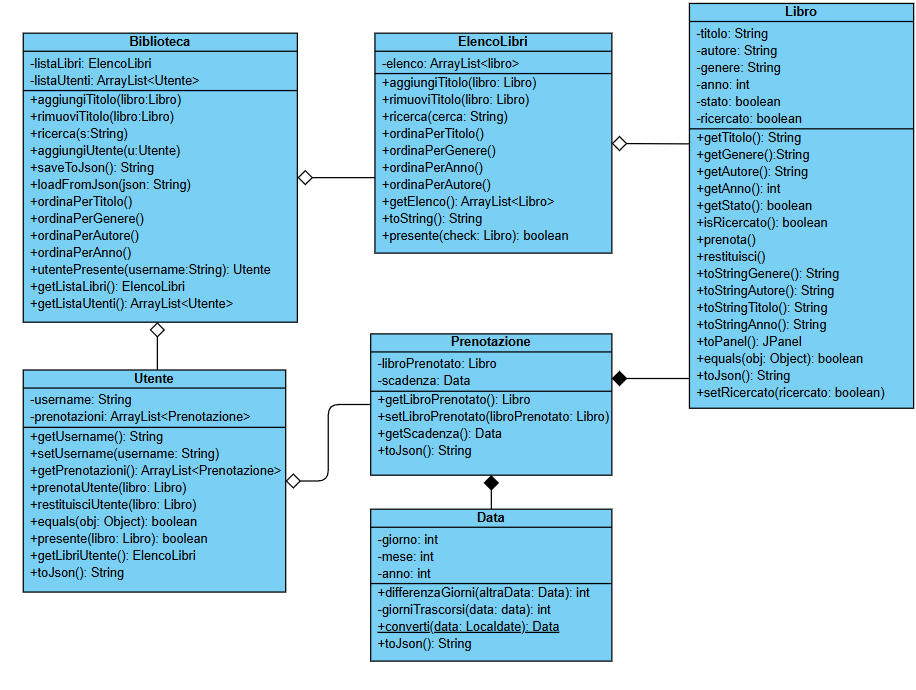 Biblioteca
-listaLibri: ElencoLibri
-listaUtenti: ArrayList<Utente>
+aggiungiTitolo(libro:Libro)
+rimuoviTitolo(libro:Libro)
+ricerca(s:String)
+aggiungiUtente(u:Utente)
+saveToJson(): String
+loadFromJson(json: String)
+ordinaPerTitolo()
+ordinaPerGenere()
+ordinaPerAutore()
+ordinaPerAnno()
+utentePresente(username:String): Utente
+getListaLibri(): ElencoLibri
+getListaUtenti(): ArrayList<Utente>
ElencoLibri
-elenco: ArrayList<libro>
+aggiungiTitolo(libro: Libro)
+rimuoviTitolo(libro: Libro)
+ricerca(cerca: String)
+ordinaPerTitolo()
+ordinaPerGenere()
+ordinaPerAnno()
+ordinaPerAutore()
+getElenco(): ArrayList<Libro>
+toString(): String
+presente(check: Libro): boolean
Libro
-titolo: String
-autore: String
-genere: String
-anno: int
-stato: boolean
-ricercato: boolean
+getTitolo(): String
+getGenere():String
+getAutore(): String
+getAnno(): int
+getStato(): boolean
+isRicercato(): boolean
+prenota()
+restituisci()
+toStringGenere(): String
+toStringAutore(): String
+toStringTitolo(): String
+toStringAnno(): String
+toPanel(): JPanel
+equals(obj: Object): boolean
+toJson(): String
+setRicercato(ricercato: boolean)
Utente
-username: String
-prenotazioni: ArrayList<Prenotazione>
+getUsername(): String
+setUsername(username: String)
+getPrenotazioni(): ArrayList<Prenotazione>
+prenotaUtente(libro: Libro)
+restituisciUtente(libro: Libro)
+equals(obj: Object): boolean
+presente(libro: Libro): boolean
+getLibriUtente(): ElencoLibri
+toJson(): String
Prenotazione
-libroPrenotato: Libro
-scadenza: Data
+getLibroPrenotato(): Libro
+setLibroPrenotato(libroPrenotato: Libro)
+getScadenza(): Data
+toJson(): String
Data
-giorno: int
-mese: int
-anno: int
+differenzaGiorni(altraData: Data): int
-giorniTrascorsi(data: data): int
+converti(data: Localdate): Data
+toJson(): String